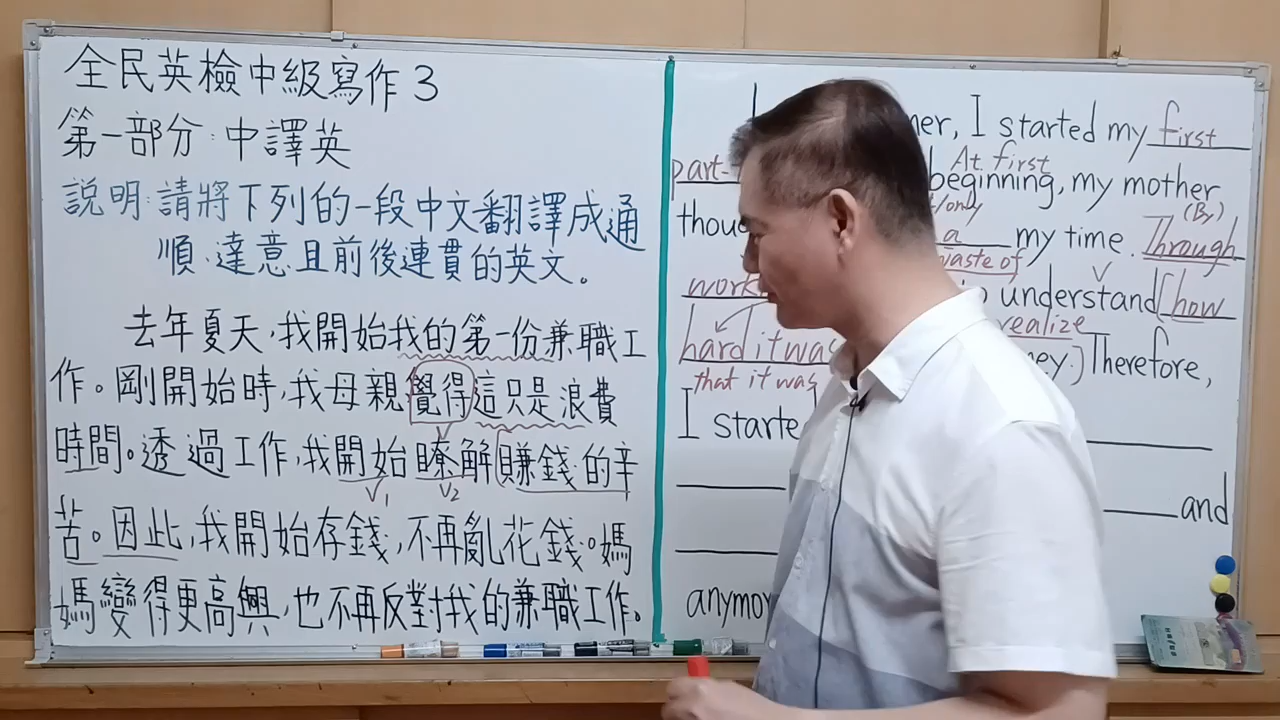 全民英檢中級寫作3
第一部分:中譯英
說明:請將下列的一段中文翻譯成通
順、達意且前後連貫的英文。
去年夏天,我開始我的第一份兼職工
作。剛開始時,我母親覺得這只是浪費
時間。透過工作,我開始瞭解賺錢的辛
V1 V2
苦。因此,我開始存錢,不再亂花錢。媽
媽變得更高興,也不再反對我的兼職工作。
I started my first
At first
part- beginning, my mother
/only (By)
a my time. Through
waste of
understand [how
realize
hard it was Therefore,
that it was
I
and